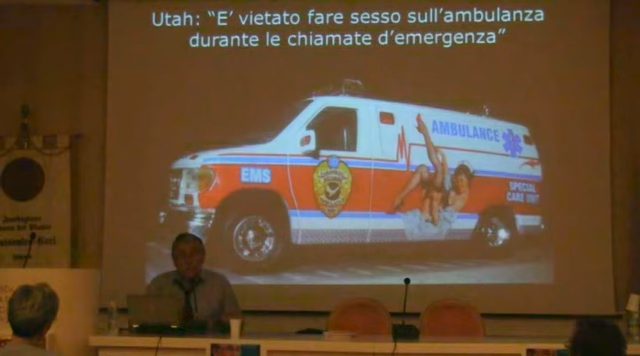 Utah: “E’ vietato fare sesso sull’ambulanza
durante le chiamate d’emergenza”
AMBULANCE
EMS
SPECIAL
CARE UNIT